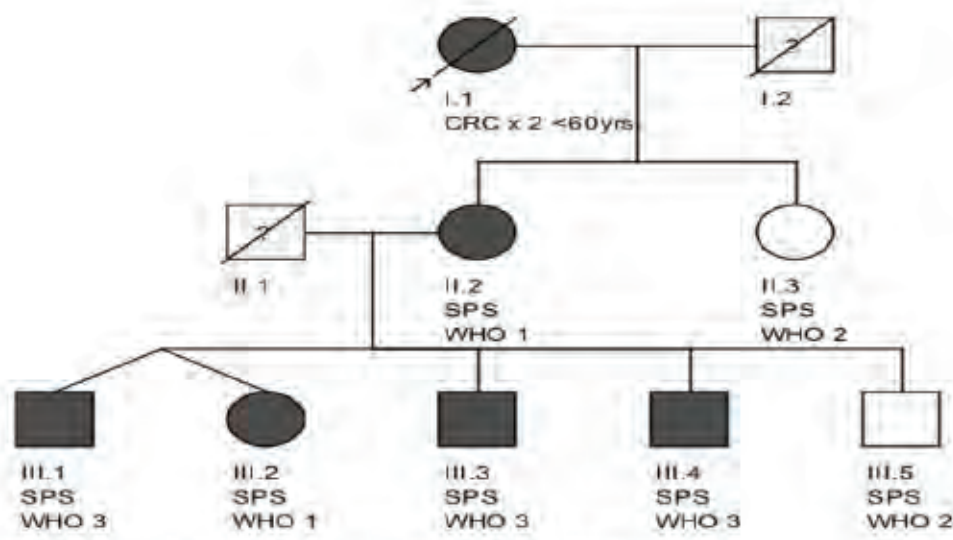 ?
I.1
I.2
CRC x 2 <60yrs
?
II.1
II.2
SPS
WHO 1
II.3
SPS
WHO 2
III.1
SPS
WHO 3
III.2
SPS
WHO 1
III.3
SPS
WHO 3
III.4
SPS
WHO 3
III.5
SPS
WHO 2